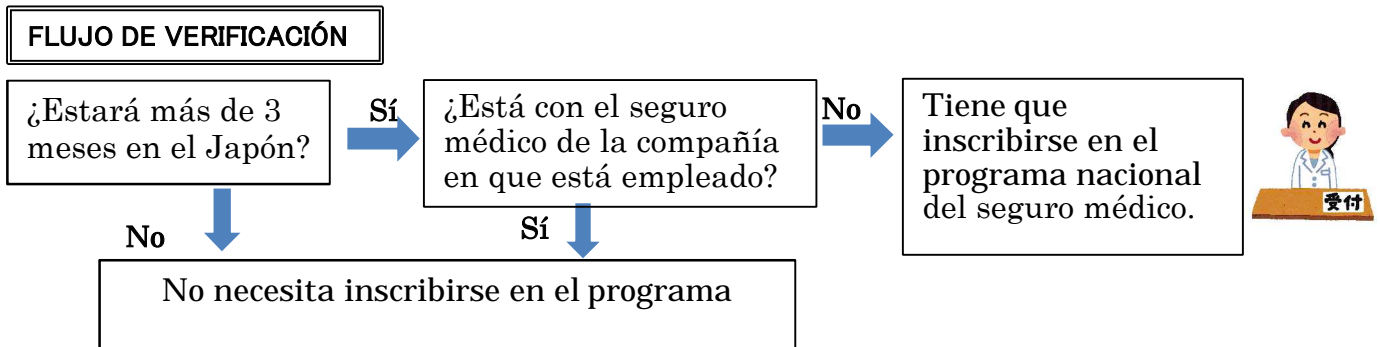 FLUJO DE VERIFICACIÓN
¿Estará más de 3
meses en el Japón?
Sí
¿Está con el seguro
médico de la compañía
en que está empleado?
No
Tiene que
inscribirse en el
programa nacional
del seguro médico.
受付
No
Sí
No necesita inscribirse en el programa